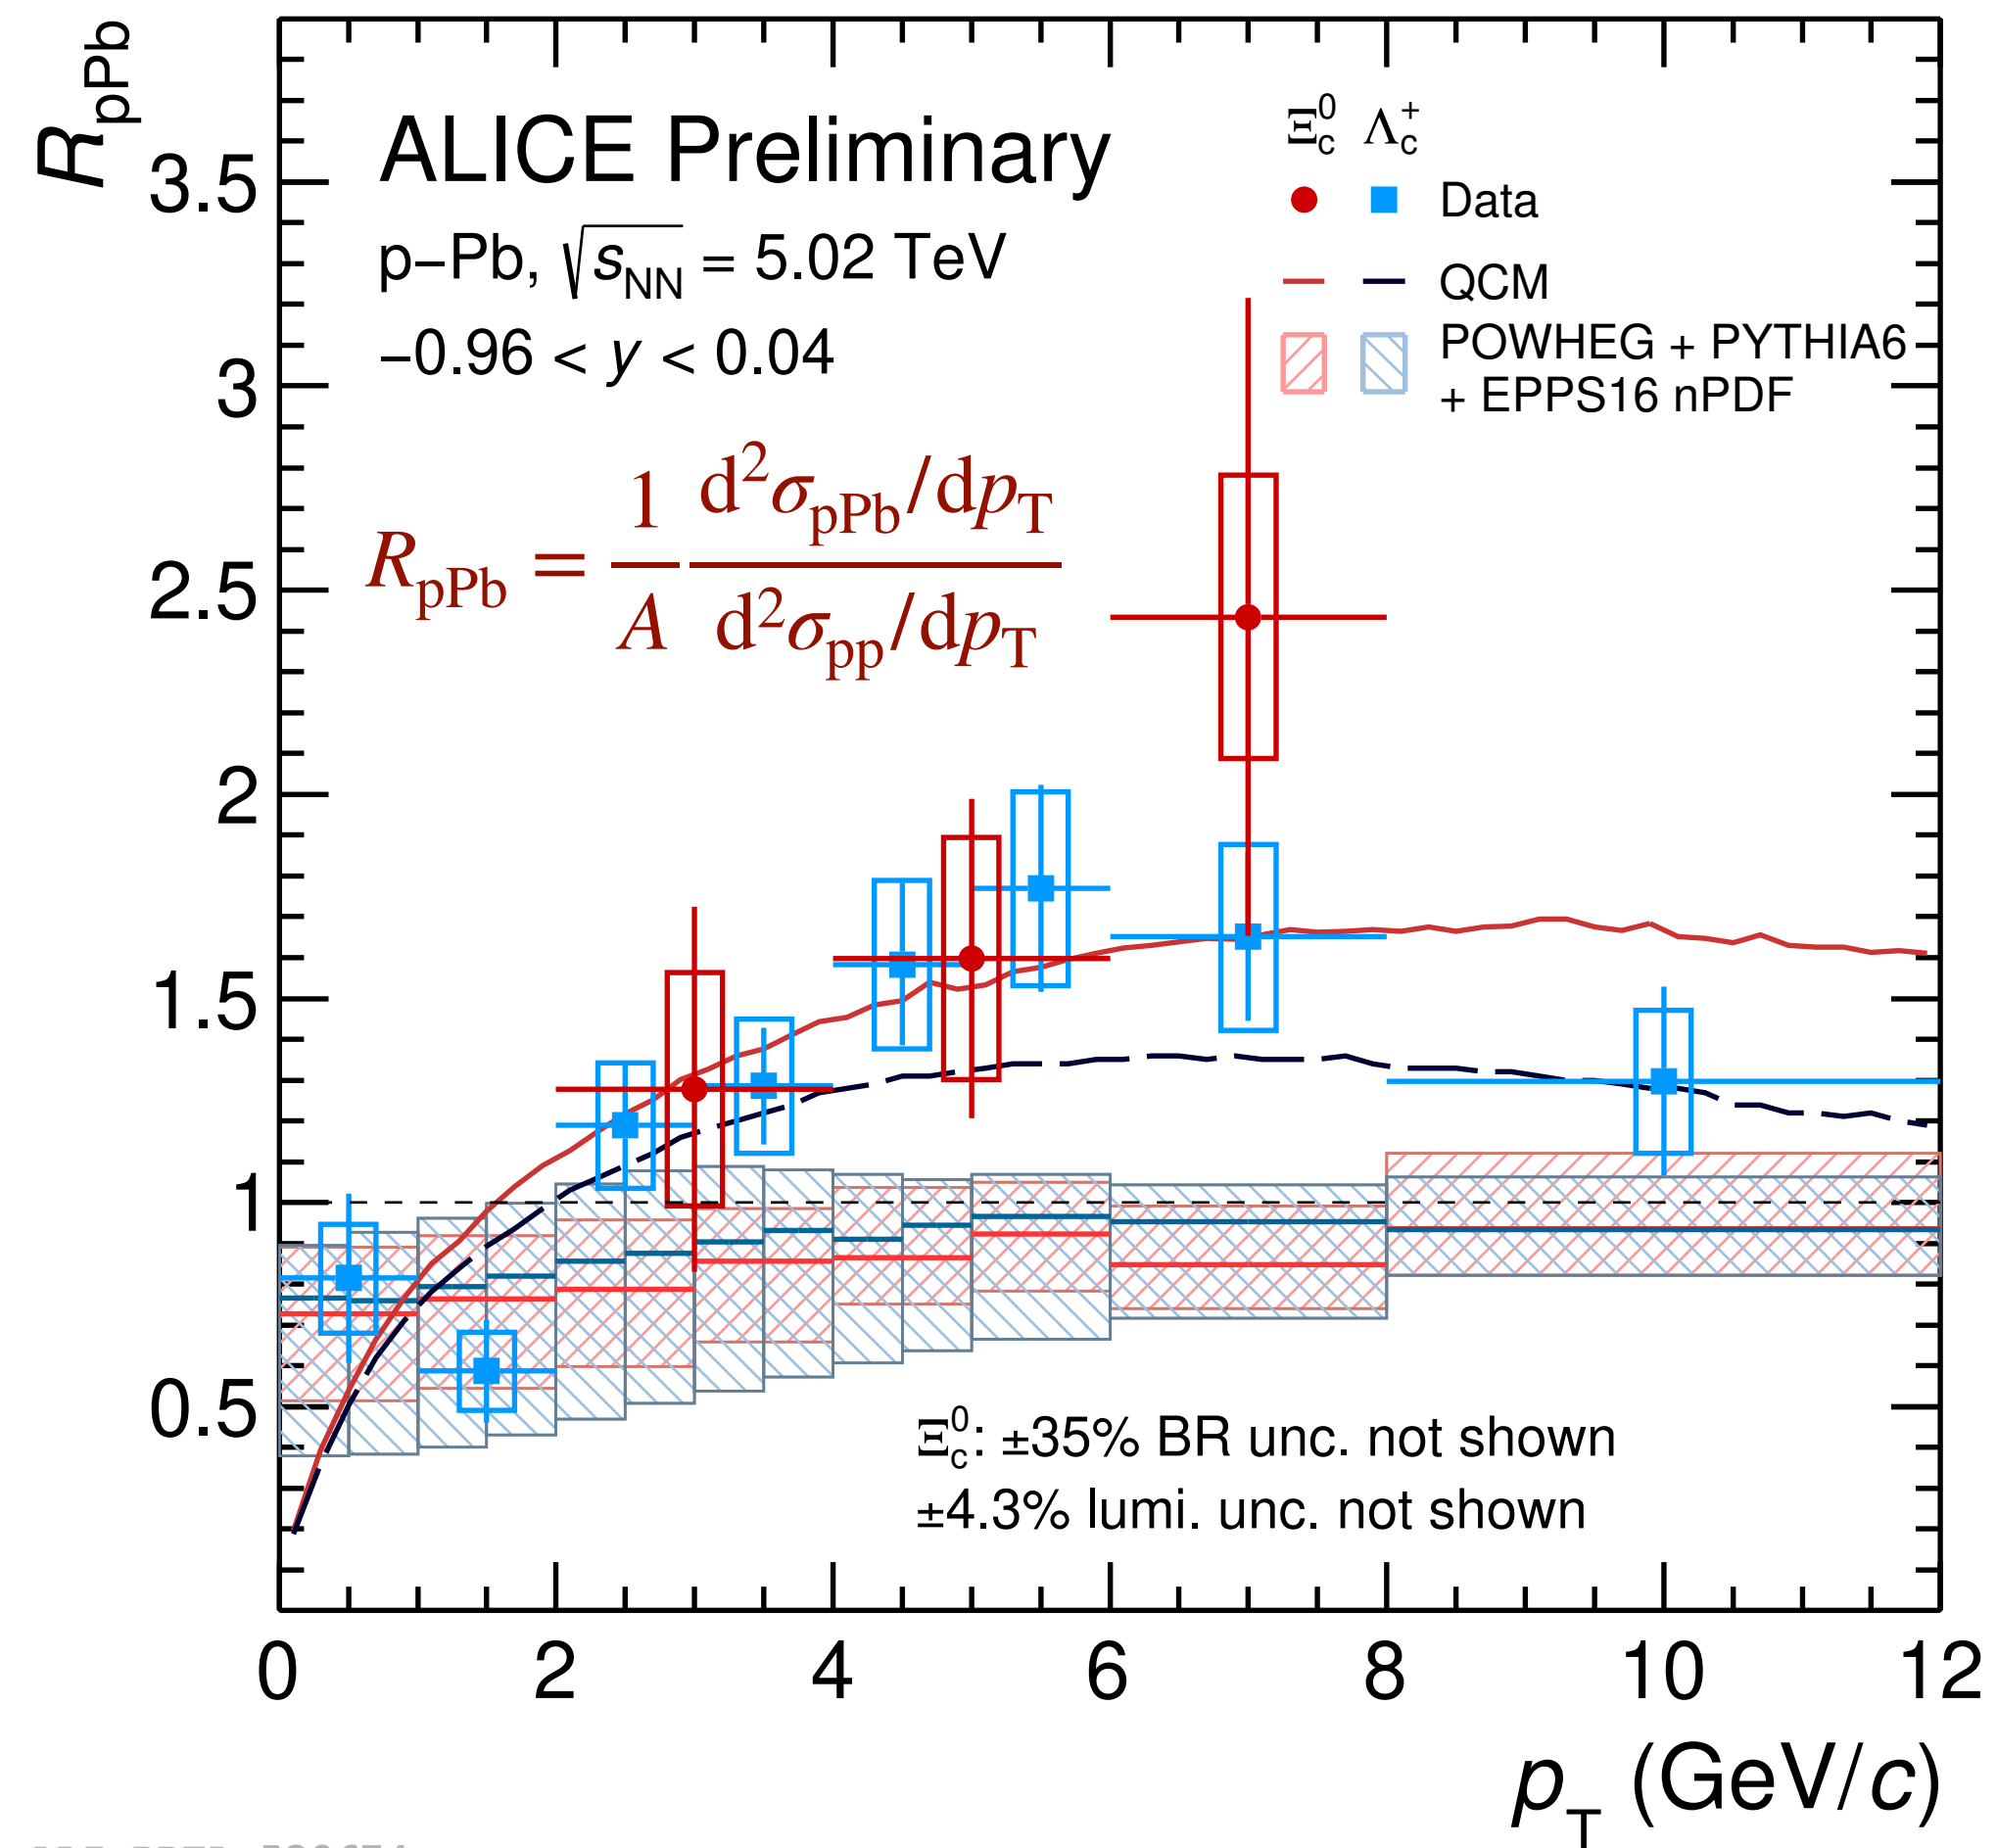 R_pPb
ALICE Preliminary
p–Pb, √s_NN = 5.02 TeV
–0.96 < y < 0.04
Ξ_c^0 Λ_c^+
Data
QCM
POWHEG + PYTHIA6
+ EPPS16 nPDF
R_pPb = 1/A d²σ_pPb/dp_T / d²σ_pp/dp_T
3.5
3
2.5
2
1.5
1
0.5
Ξ_c^0: ±35% BR unc. not shown
±4.3% lumi. unc. not shown
0 2 4 6 8 10 12
p_T (GeV/c)